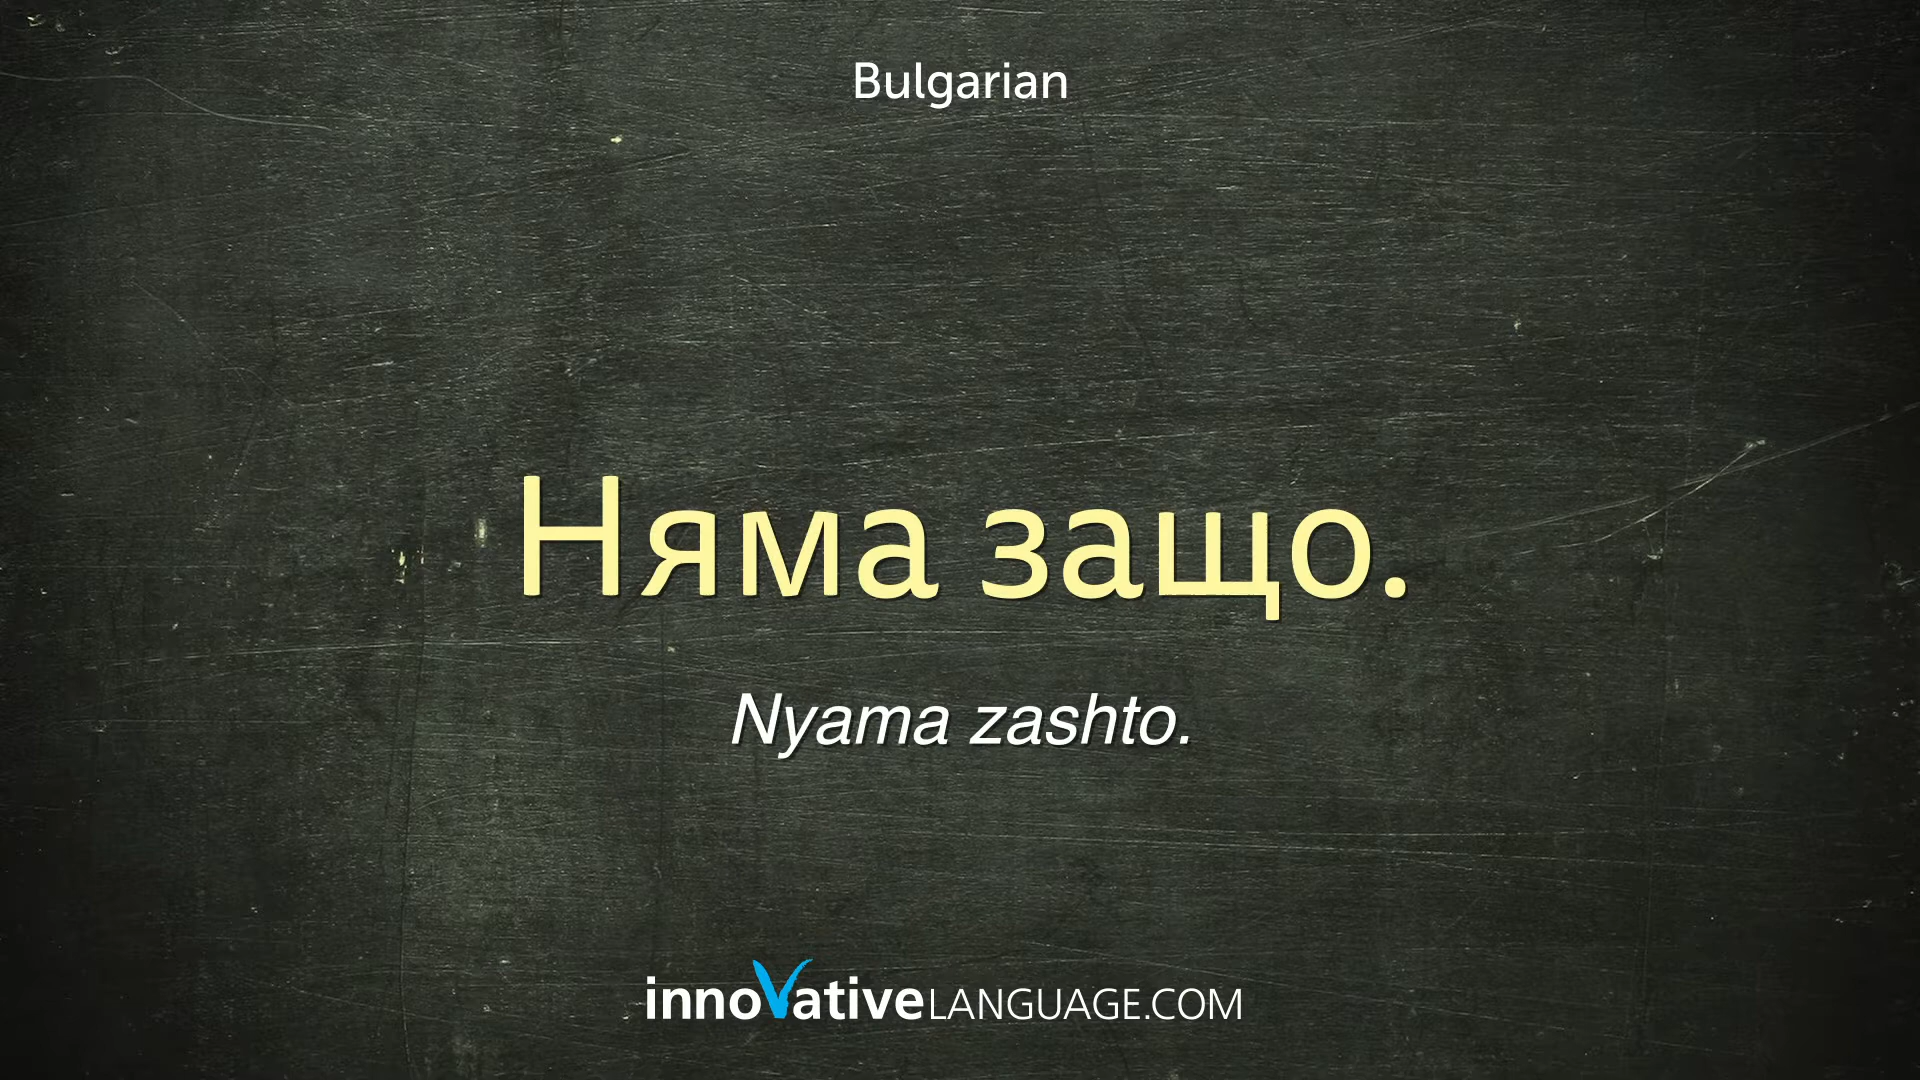 Bulgarian
Няма защо.
Nyama zashto.
innoVativeLANGUAGE.COM